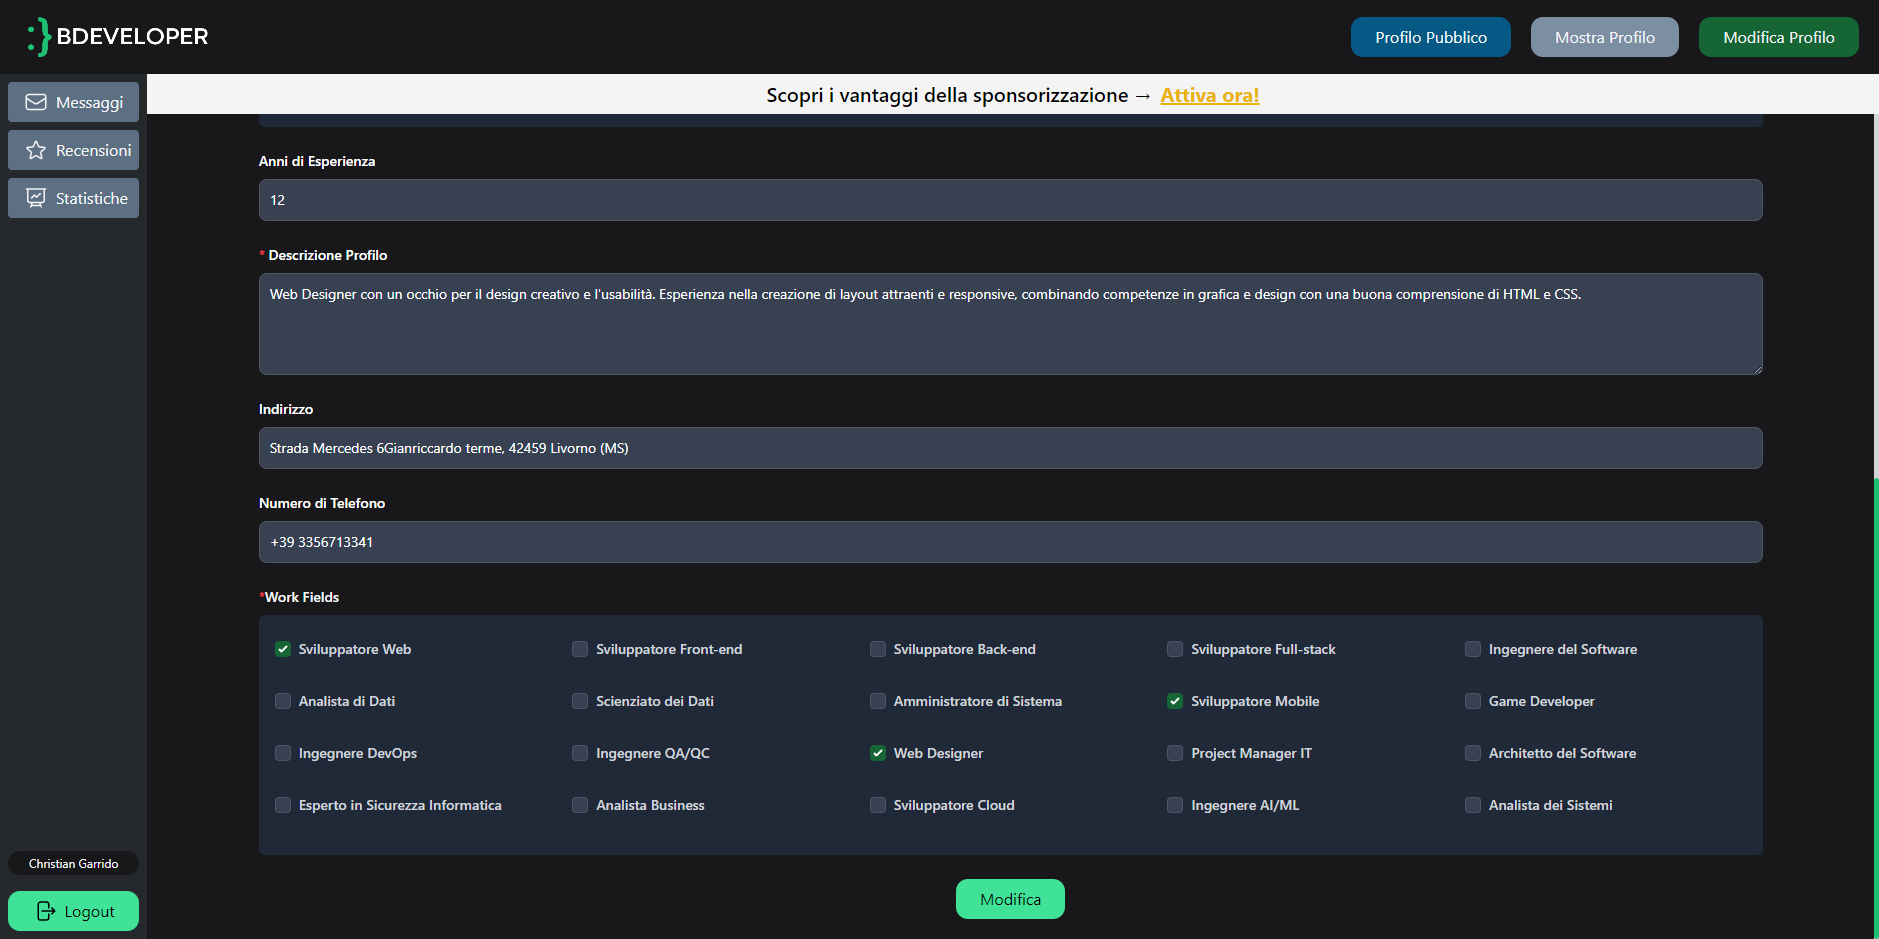 :} BDEVELOPER
Profilo Pubblico
Mostra Profilo
Modifica Profilo
Messaggi
Recensioni
Statistiche
Scopri i vantaggi della sponsorizzazione → Attiva ora!
Anni di Esperienza
12
* Descrizione Profilo
Web Designer con un occhio per il design creativo e l'usabilità. Esperienza nella creazione di layout attraenti e responsive, combinando competenze in grafica e design con una buona comprensione di HTML e CSS.
Indirizzo
Strada Mercedes 6Gianriccardo terme, 42459 Livorno (MS)
Numero di Telefono
+39 3356713341
*Work Fields
Sviluppatore Web
Sviluppatore Front-end
Sviluppatore Back-end
Sviluppatore Full-stack
Ingegnere del Software
Analista di Dati
Scienziato dei Dati
Amministratore di Sistema
Sviluppatore Mobile
Game Developer
Ingegnere DevOps
Ingegnere QA/QC
Web Designer
Project Manager IT
Architetto del Software
Esperto in Sicurezza Informatica
Analista Business
Sviluppatore Cloud
Ingegnere AI/ML
Analista dei Sistemi
Modifica
Christian Garrido
Logout